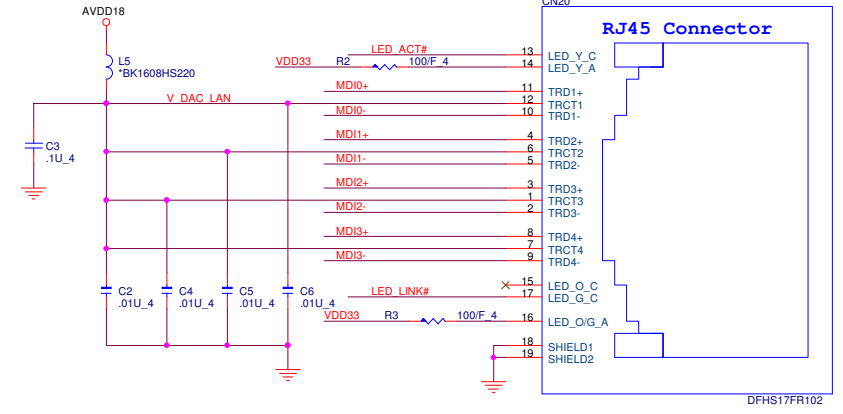 CN20
AVDD18
RJ45 Connector
L5
*BK1608HS220
LED_ACT#
13
LED_Y_C
VDD33
R2
100/F_4
14
LED_Y_A
MDI0+
11
TRD1+
V_DAC_LAN
12
TRCT1
MDI0-
10
TRD1-
MDI1+
4
TRD2+
C3
.1U_4
6
TRCT2
MDI1-
5
TRD2-
MDI2+
3
TRD3+
1
TRCT3
MDI2-
2
TRD3-
MDI3+
8
TRD4+
7
TRCT4
MDI3-
9
TRD4-
15
LED_O_C
C2
.01U_4
C4
.01U_4
C5
.01U_4
C6
.01U_4
LED_LINK#
17
LED_G_C
VDD33
R3
100/F_4
16
LED_O/G_A
18
SHIELD1
19
SHIELD2
DFHS17FR102